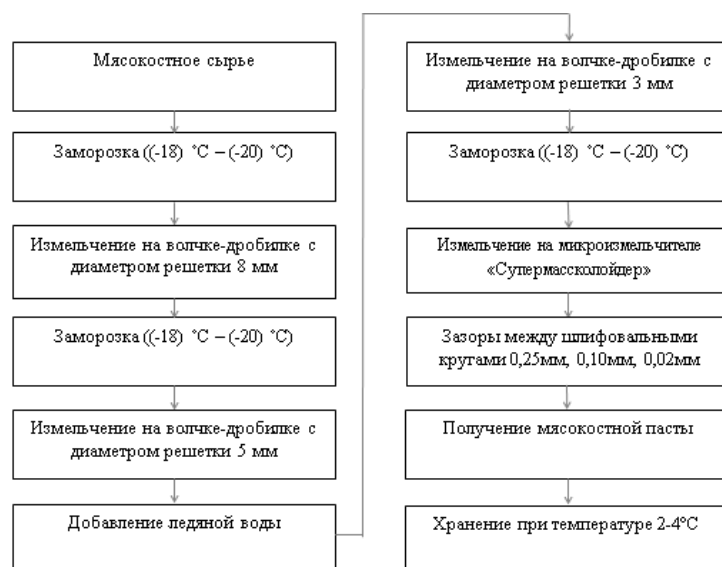 Мясокостное сырье
Заморозка ((-18) ˚С – (-20) ˚С)
Измельчение на волчке-дробилке с
диаметром решетки 8 мм
Заморозка ((-18) ˚С – (-20) ˚С)
Измельчение на волчке-дробилке с
диаметром решетки 5 мм
Добавление ледяной воды
Измельчение на волчке-дробилке с
диаметром решетки 3 мм
Заморозка ((-18) ˚С – (-20) ˚С)
Измельчение на микроизмельчителе
«Супермассколойдер»
Зазоры между шлифовальными
кругами 0,25мм, 0,10мм, 0,02мм
Получение мясокостной пасты
Хранение при температуре 2-4°С